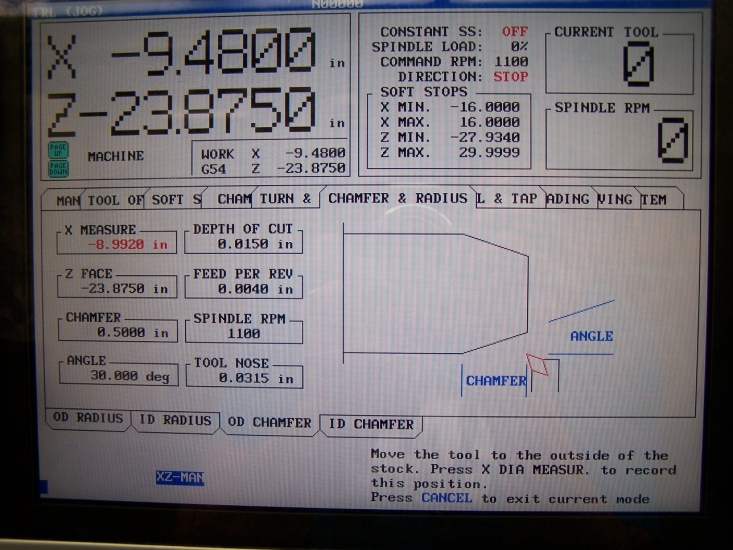 TRL (JOG) N00000
X -9.4800 in
Z-23.8750 in
PAGE UP
PAGE DOWN
MACHINE
WORK X -9.4800
G54 Z -23.8750
CONSTANT SS: OFF
SPINDLE LOAD: 0%
COMMAND RPM: 1100
DIRECTION: STOP
SOFT STOPS
X MIN. -16.0000
X MAX. 16.0000
Z MIN. -27.9340
Z MAX. 29.9999
CURRENT TOOL
0
SPINDLE RPM
0
MAN TOOL OF SOFT S CHAM TURN & CHAMFER & RADIUS L & TAP ADING VING TEM
X MEASURE
-8.9920 in
DEPTH OF CUT
0.0150 in
Z FACE
-23.8750 in
FEED PER REV
0.0040 in
CHAMFER
0.5000 in
SPINDLE RPM
1100
ANGLE
30.000 deg
TOOL NOSE
0.0315 in
ANGLE
CHAMFER
OD RADIUS ID RADIUS OD CHAMFER ID CHAMFER
XZ-MAN
Move the tool to the outside of the
stock. Press X DIA MEASUR. to record
this position.
Press CANCEL to exit current mode